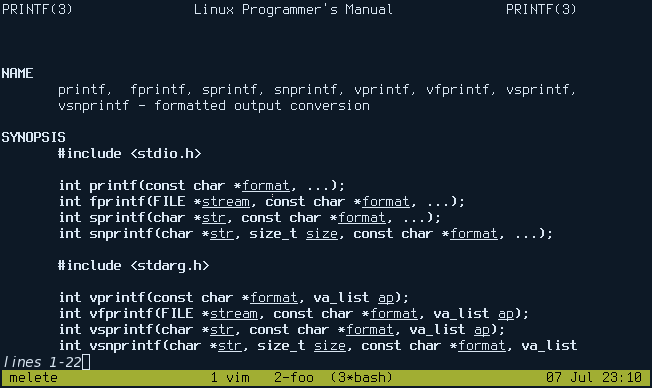 PRINTF(3) Linux Programmer's Manual PRINTF(3)
NAME
printf, fprintf, sprintf, snprintf, vprintf, vfprintf, vsprintf,
vsnprintf - formatted output conversion
SYNOPSIS
#include <stdio.h>
int printf(const char *format, ...);
int fprintf(FILE *stream, const char *format, ...);
int sprintf(char *str, const char *format, ...);
int snprintf(char *str, size_t size, const char *format, ...);
#include <stdarg.h>
int vprintf(const char *format, va_list ap);
int vfprintf(FILE *stream, const char *format, va_list ap);
int vsprintf(char *str, const char *format, va_list ap);
int vsnprintf(char *str, size_t size, const char *format, va_list
lines 1-22
melete 1 vim 2-foo (3*bash) 07 Jul 23:10